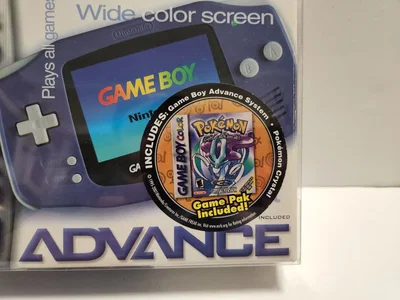 Wide color screen
Plays all games
GAME BOY
INCLUDES: Game Boy Advance System • Pokémon Crystal
GAME BOY COLOR
Pokémon
Game Pak
Included!
INCLUDED
ADVANCE